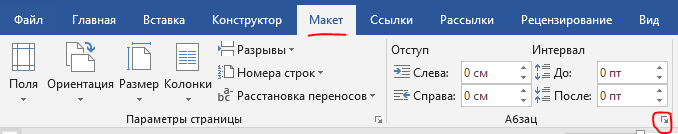 Файл Главная Вставка Конструктор Макет Ссылки Рассылки Рецензирование Вид
Поля Ориентация Размер Колонки
Разрывы
Номера строк
bc Расстановка переносов
Параметры страницы
Отступ
Слева: 0 см
Справа: 0 см
Интервал
До: 0 пт
После: 0 пт
Абзац